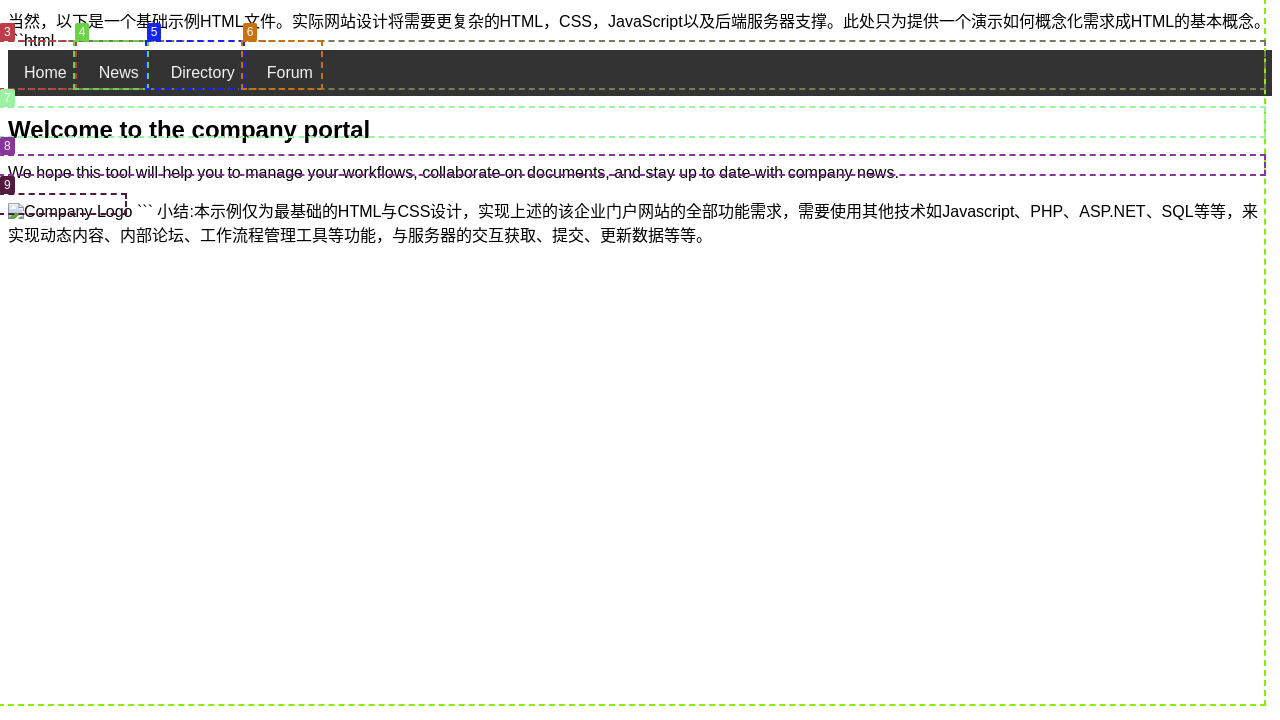 当然，以下是一个基础示例HTML文件。实际网站设计将需要更复杂的HTML，CSS，JavaScript以及后端服务器支撑。此处只为提供一个演示如何概念化需求成HTML的基本概念。
```html
3
4
5
6
Home News Directory Forum
7
Welcome to the company portal
8
We hope this tool will help you to manage your workflows, collaborate on documents, and stay up to date with company news.
9
Company Logo ``` 小结:本示例仅为最基础的HTML与CSS设计，实现上述的该企业门户网站的全部功能需求，需要使用其他技术如Javascript、PHP、ASP.NET、SQL等等，来
实现动态内容、内部论坛、工作流程管理工具等功能，与服务器的交互获取、提交、更新数据等等。